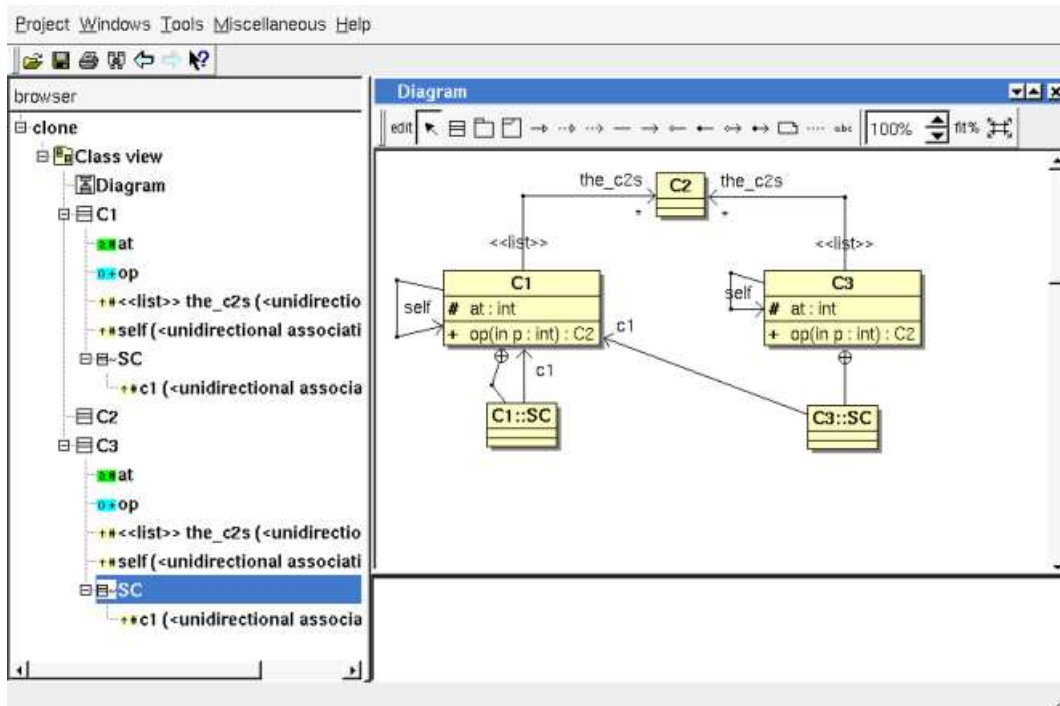 Project Windows Tools Miscellaneous Help
browser
clone
Class view
Diagram
C1
at
op
<<list>> the_c2s (<unidirectio
self (<unidirectional associati
SC
c1 (<unidirectional associa
C2
C3
at
op
<<list>> the_c2s (<unidirectio
self (<unidirectional associati
SC
c1 (<unidirectional associa
Diagram
edit abc 100% fit%
the_c2s C2 the_c2s
* *
<<list>> <<list>>
C1 C3
self # at : int self # at : int
+ op(in p : int) : C2 c1 + op(in p : int) : C2
c1
C1::SC C3::SC